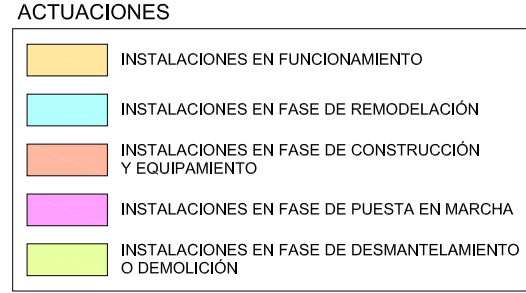 ACTUACIONES
INSTALACIONES EN FUNCIONAMIENTO
INSTALACIONES EN FASE DE REMODELACIÓN
INSTALACIONES EN FASE DE CONSTRUCCIÓN
Y EQUIPAMIENTO
INSTALACIONES EN FASE DE PUESTA EN MARCHA
INSTALACIONES EN FASE DE DESMANTELAMIENTO
O DEMOLICIÓN